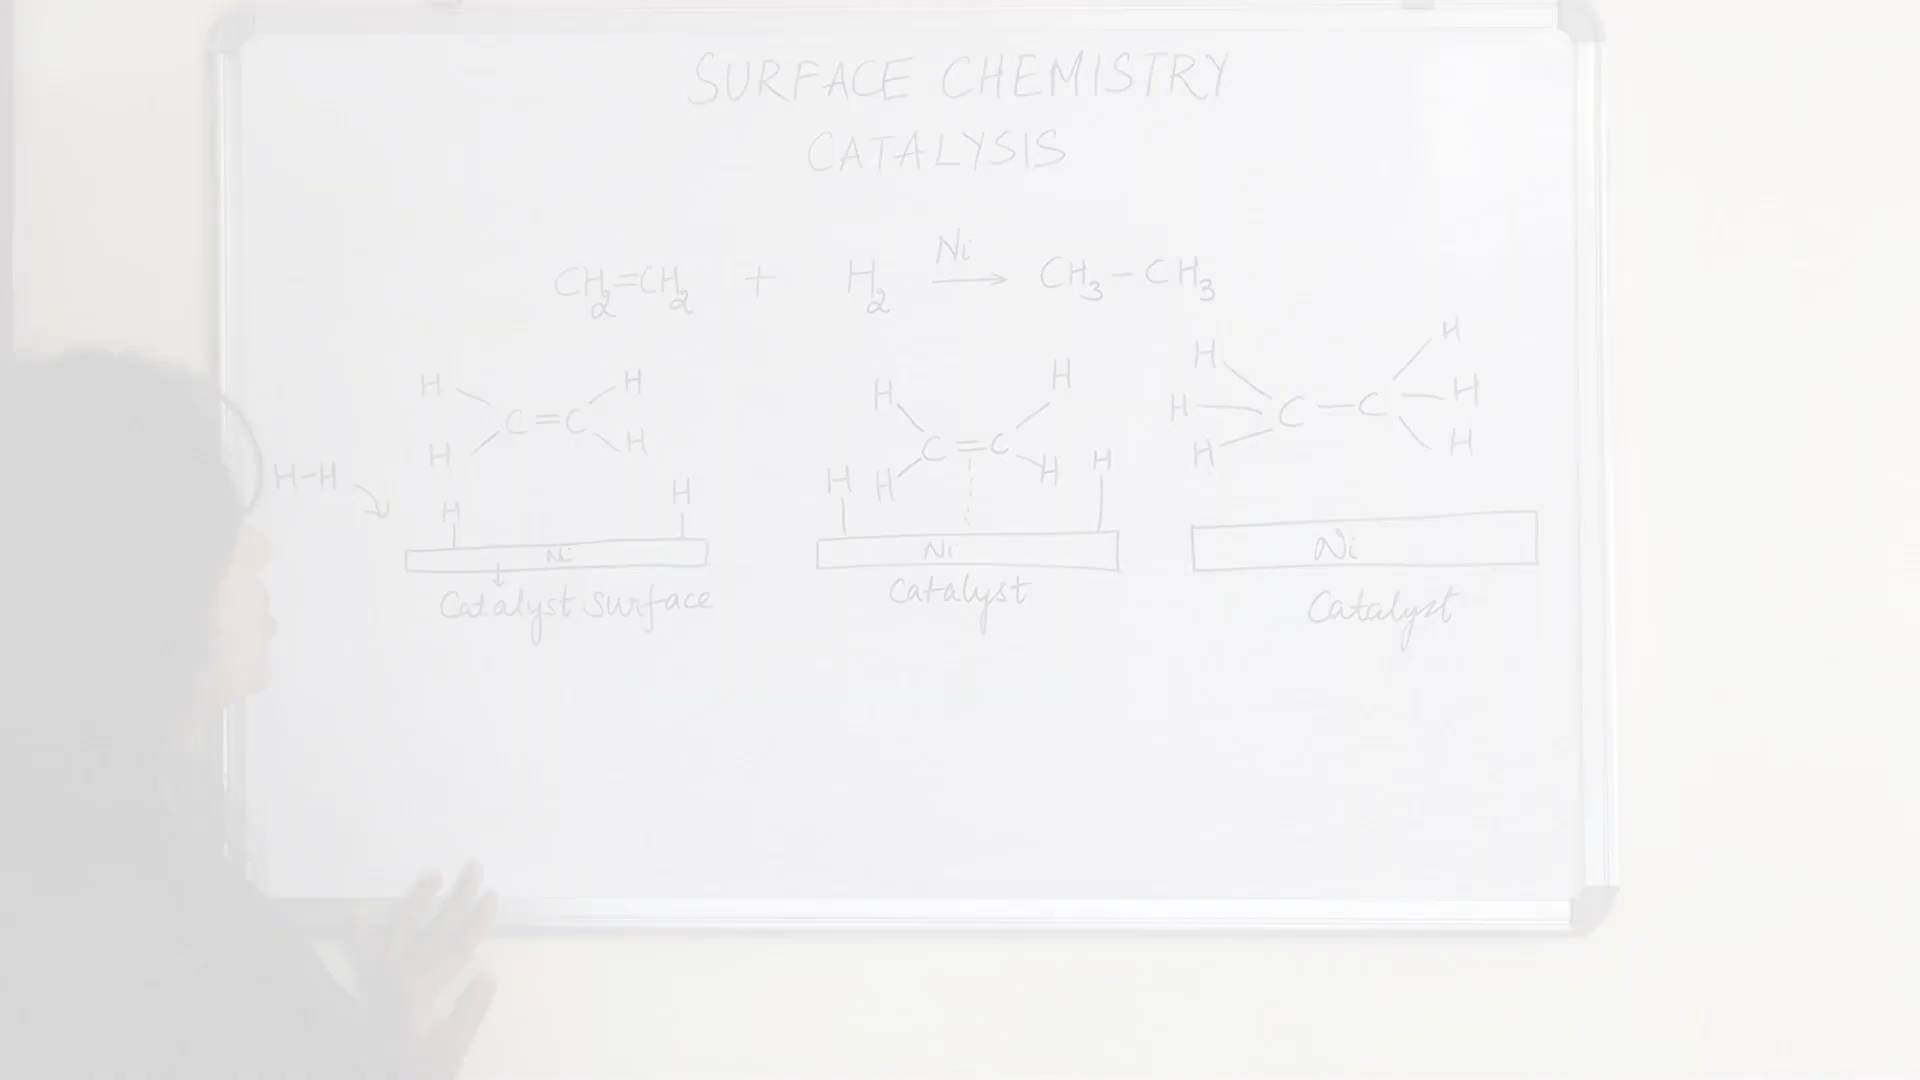 SURFACE CHEMISTRY
CATALYSIS
CH2=CH2 + H2 Ni → CH3-CH3
H H
C=C
H H
H-H
H H
Ni
Catalyst surface
H H
C=C
H H H H
Ni
Catalyst
H H
H C-C H
H H
Ni
Catalyst